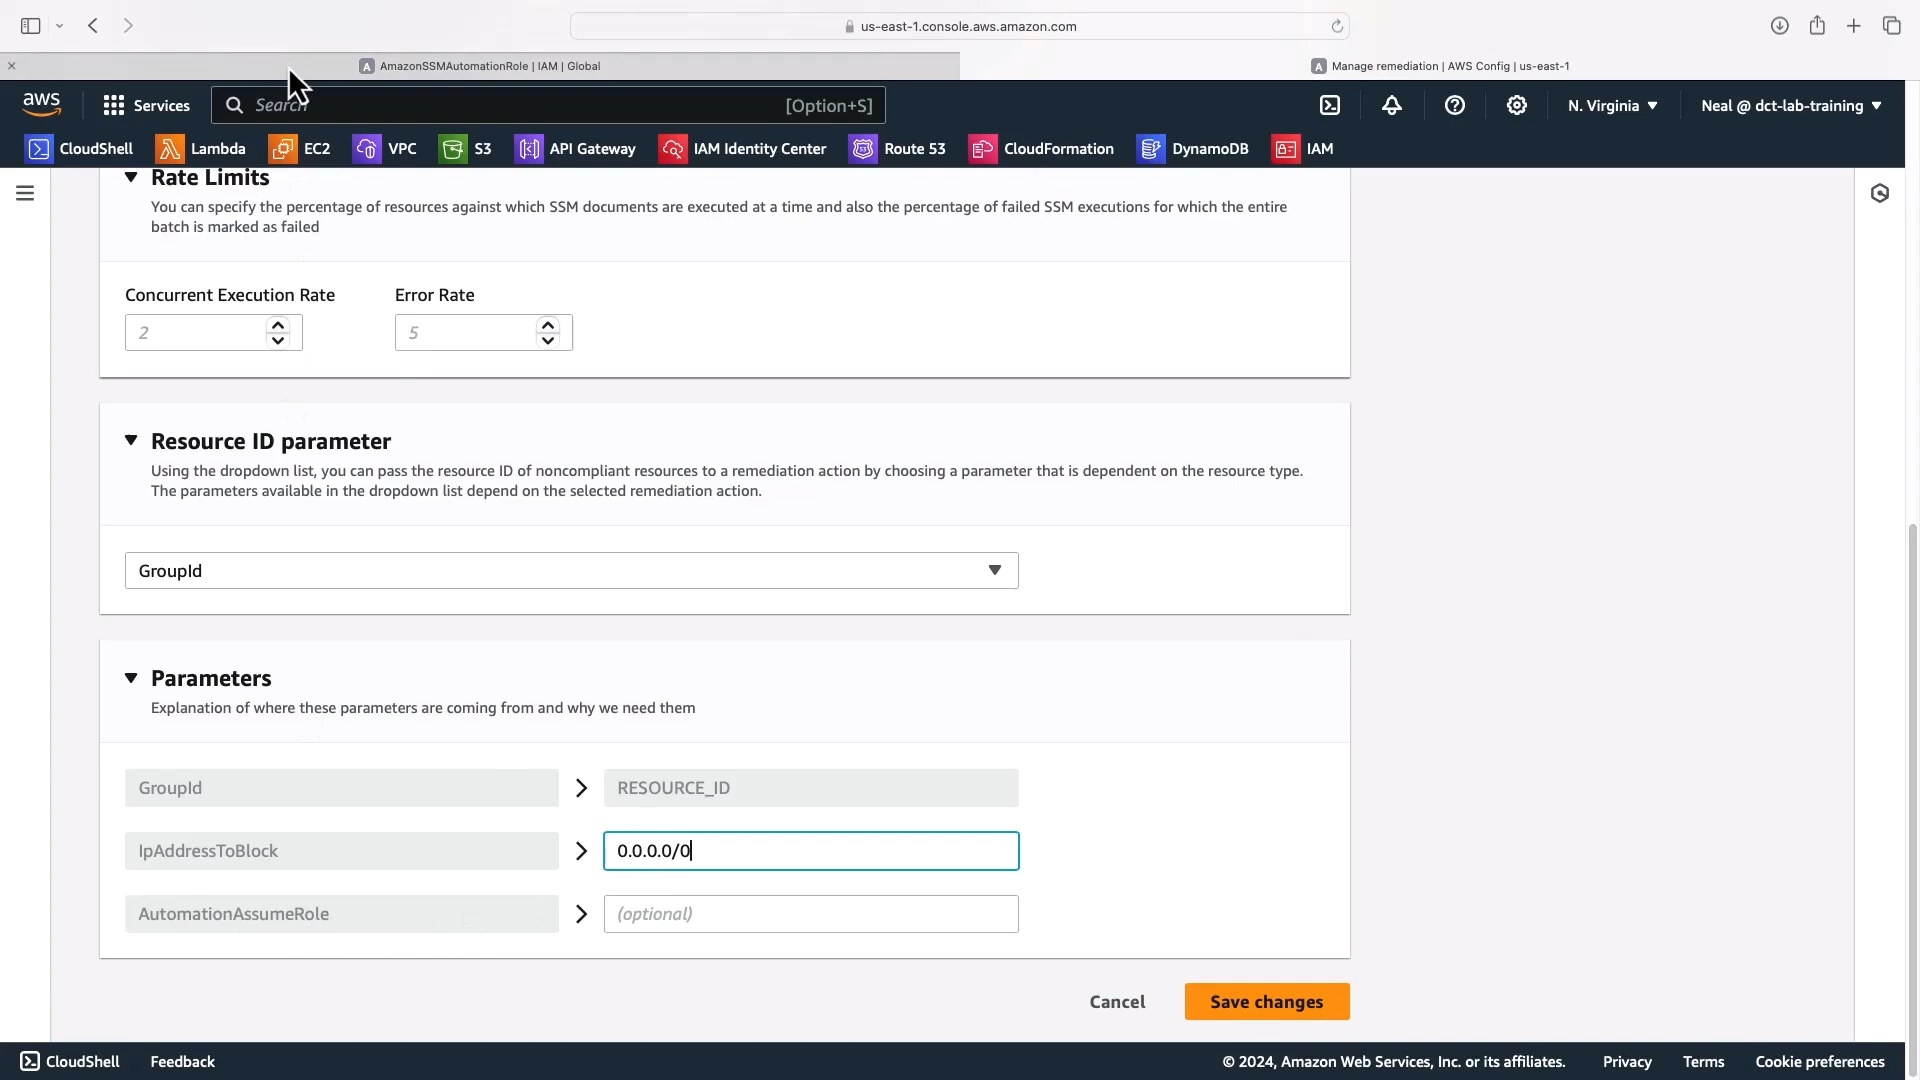 us-east-1.console.aws.amazon.com
AmazonSSMAutomationRole | IAM | Global
Manage remediation | AWS Config | us-east-1
aws
Services
Search
[Option+S]
N. Virginia
Neal @ dct-lab-training
CloudShell
Lambda
EC2
VPC
S3
API Gateway
IAM Identity Center
Route 53
CloudFormation
DynamoDB
IAM
Rate Limits
You can specify the percentage of resources against which SSM documents are executed at a time and also the percentage of failed SSM executions for which the entire
batch is marked as failed
Concurrent Execution Rate
Error Rate
2
5
Resource ID parameter
Using the dropdown list, you can pass the resource ID of noncompliant resources to a remediation action by choosing a parameter that is dependent on the resource type.
The parameters available in the dropdown list depend on the selected remediation action.
GroupId
Parameters
Explanation of where these parameters are coming from and why we need them
GroupId
RESOURCE_ID
IpAddressToBlock
0.0.0.0/0
AutomationAssumeRole
(optional)
Cancel
Save changes
CloudShell
Feedback
© 2024, Amazon Web Services, Inc. or its affiliates.
Privacy
Terms
Cookie preferences